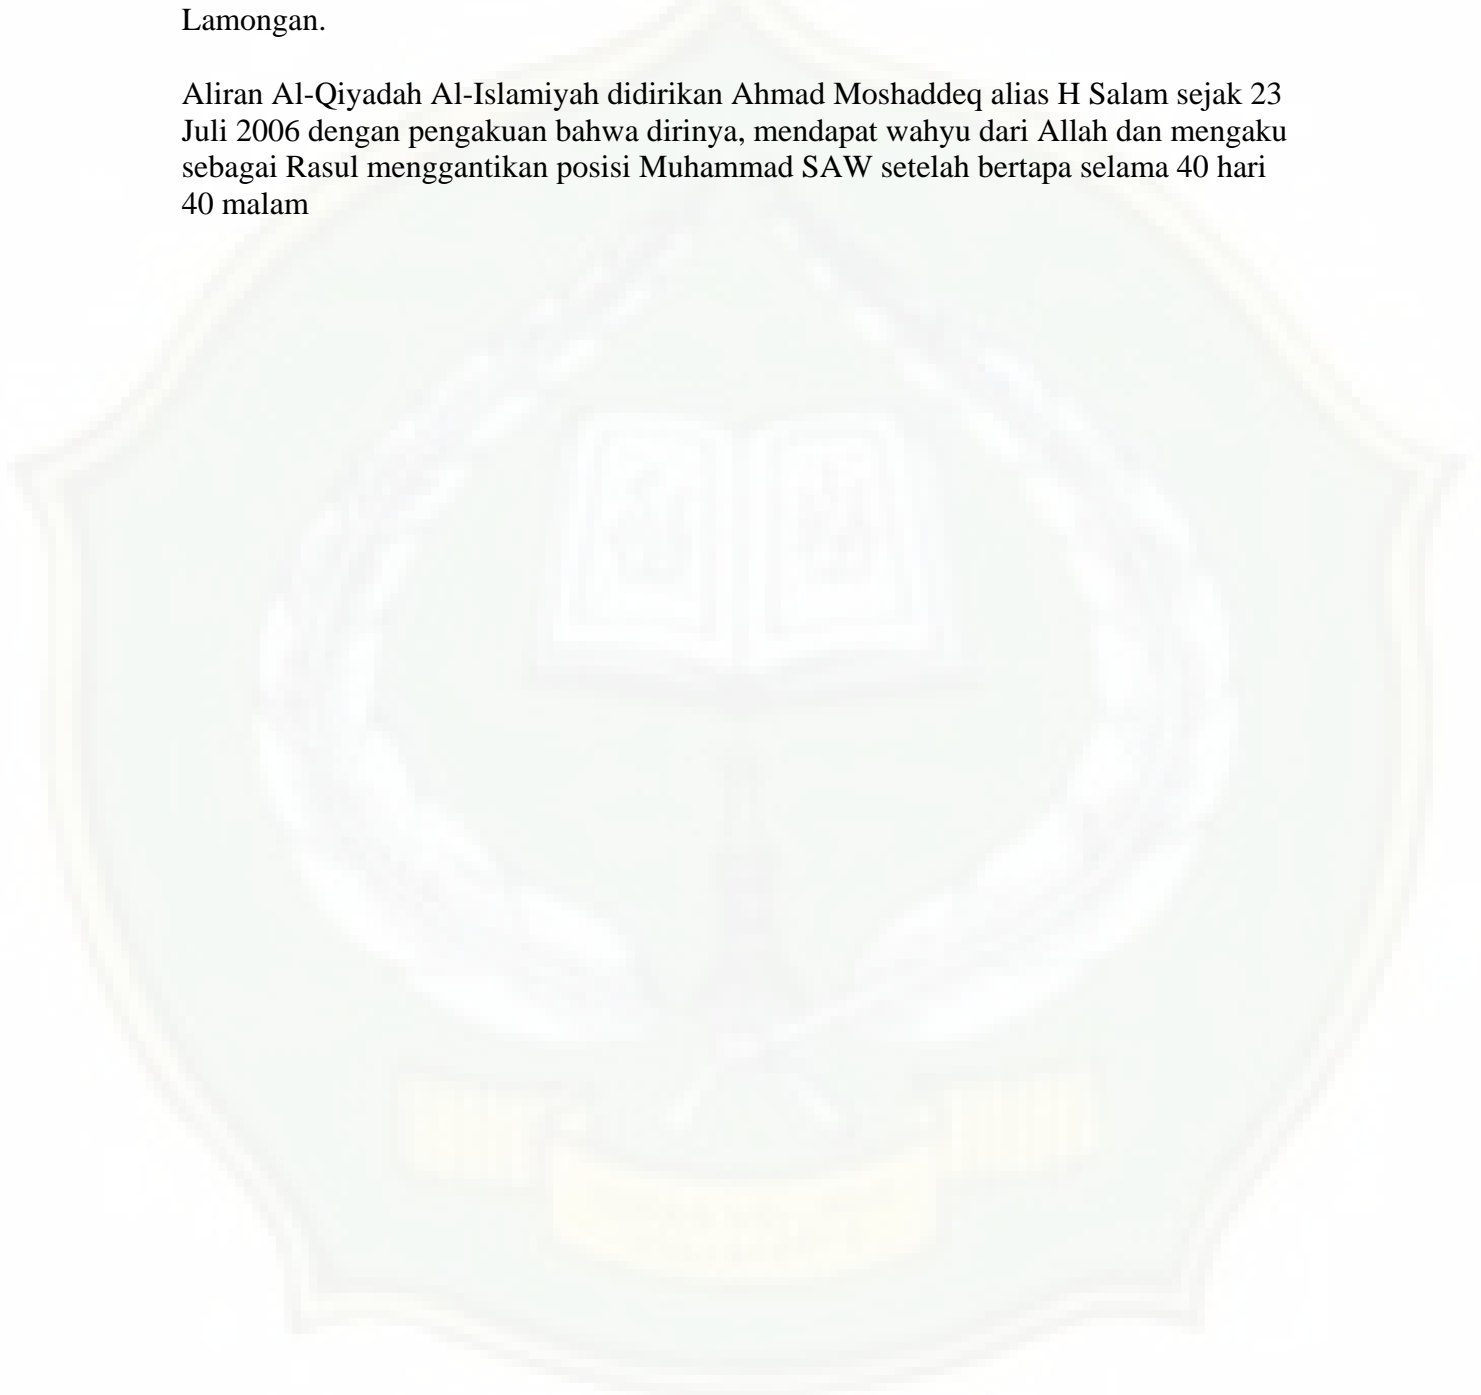 Lamongan.
Aliran Al-Qiyadah Al-Islamiyah didirikan Ahmad Moshaddeq alias H Salam sejak 23
Juli 2006 dengan pengakuan bahwa dirinya, mendapat wahyu dari Allah dan mengaku
sebagai Rasul menggantikan posisi Muhammad SAW setelah bertapa selama 40 hari
40 malam